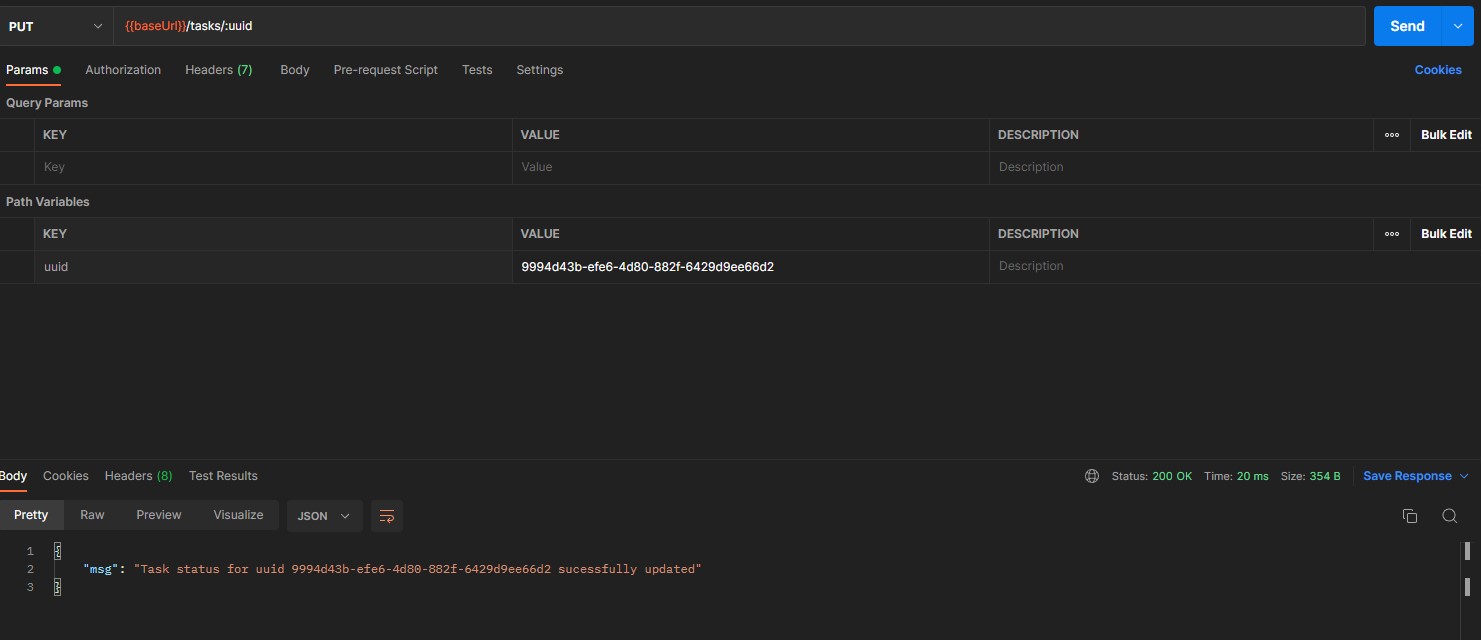 PUT {{baseUrl}}/tasks/:uuid Send
Params Authorization Headers (7) Body Pre-request Script Tests Settings Cookies
Query Params
KEY VALUE DESCRIPTION Bulk Edit
Key Value Description
Path Variables
KEY VALUE DESCRIPTION Bulk Edit
uuid 9994d43b-efe6-4d80-882f-6429d9ee66d2 Description
Body Cookies Headers (8) Test Results Status: 200 OK Time: 20 ms Size: 354 B Save Response
Pretty Raw Preview Visualize JSON
1 {
2 "msg": "Task status for uuid 9994d43b-efe6-4d80-882f-6429d9ee66d2 sucessfully updated"
3 }